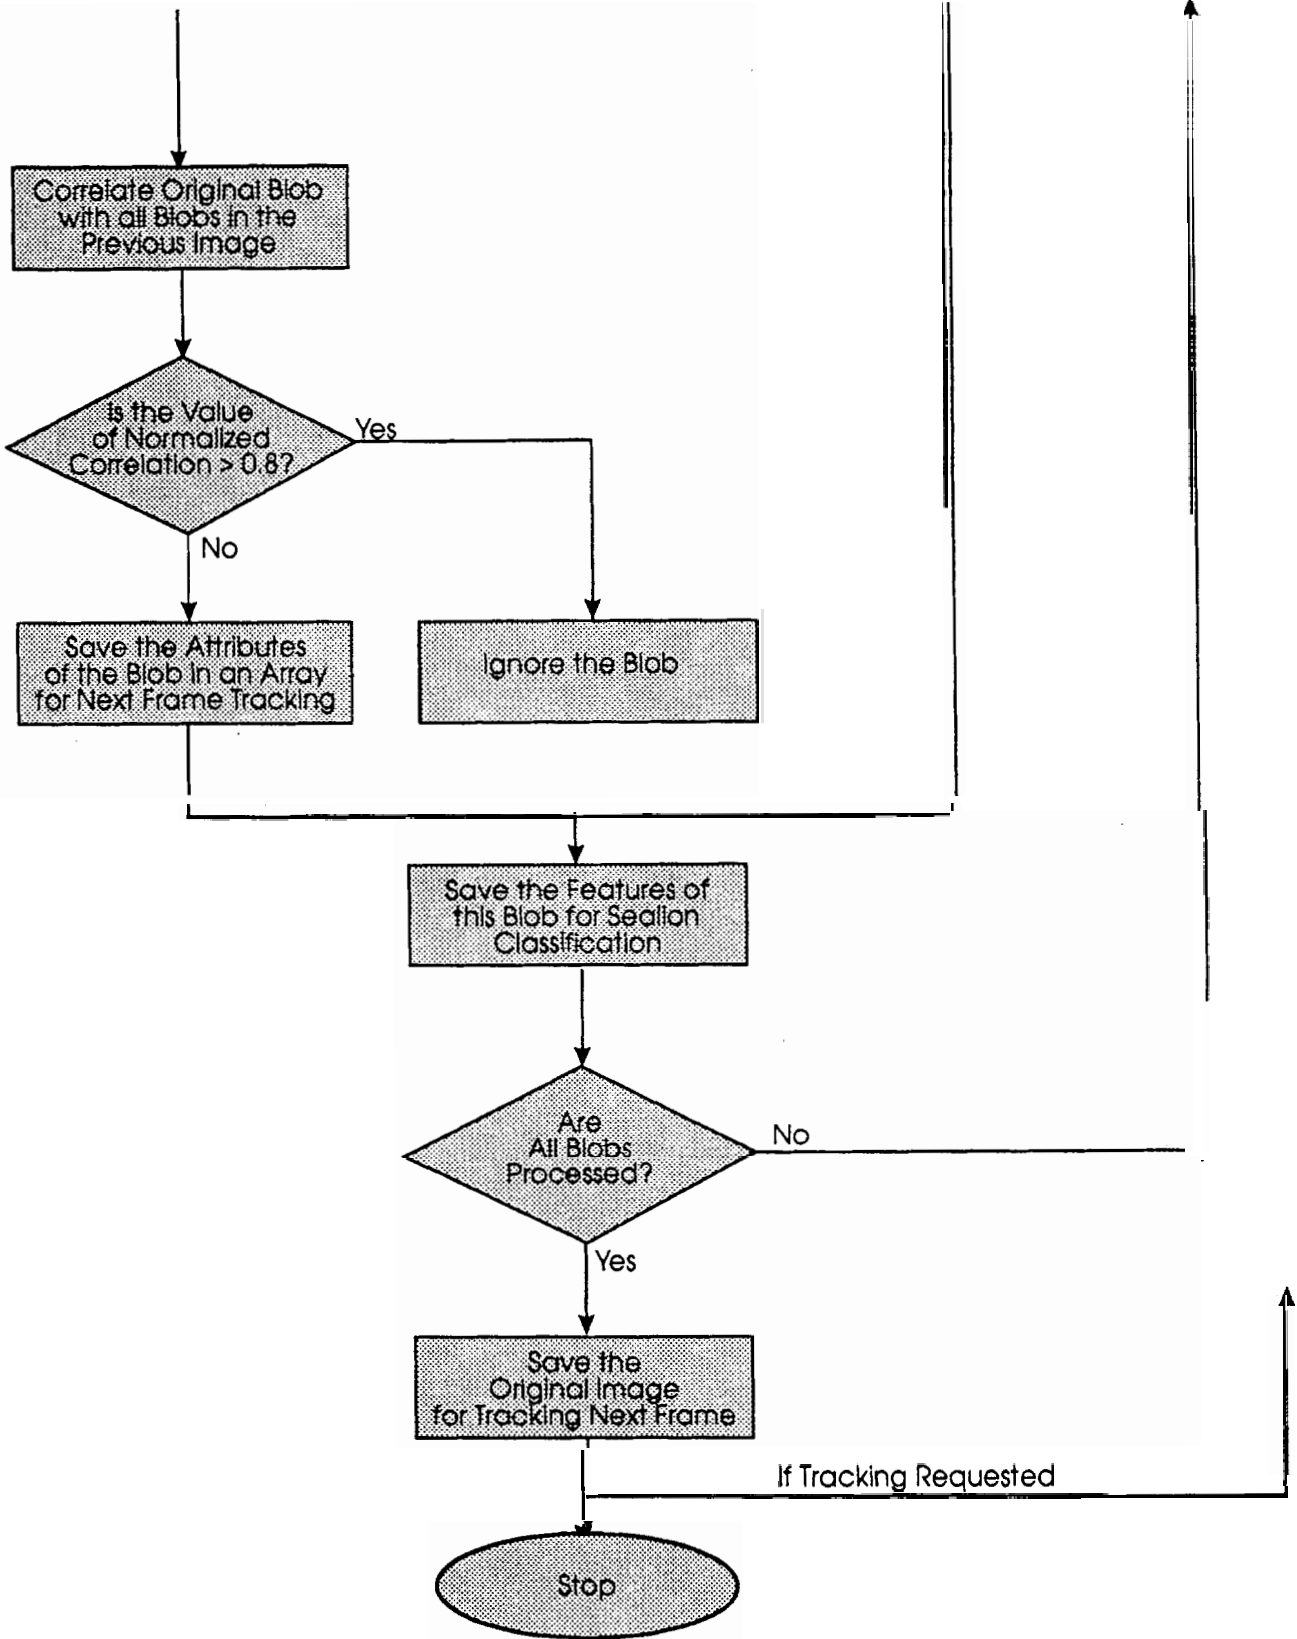 Correlate Original Blob
with all Blobs in the
Previous Image
Is the Value
of Normalized
Correlation > 0.8?
Yes
No
Save the Attributes
of the Blob in an Array
for Next Frame Tracking
Ignore the Blob
Save the Features of
this Blob for Sealion
Classification
Are
All Blobs
Processed?
No
Yes
Save the
Original Image
for Tracking Next Frame
If Tracking Requested
Stop